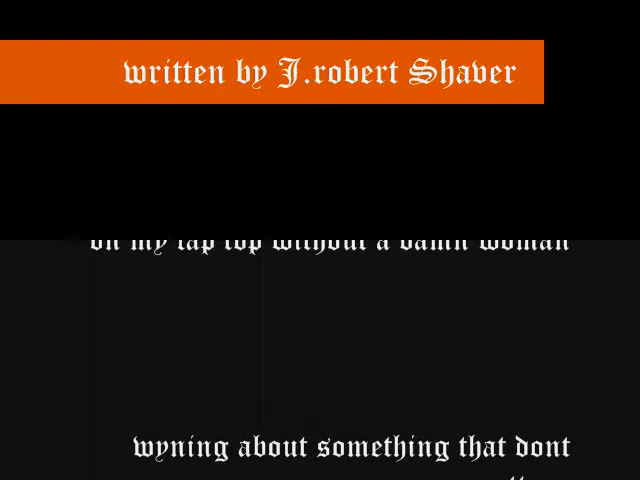 written by J.robert Shaver
on my lap top without a damn woman
wyning about something that dont